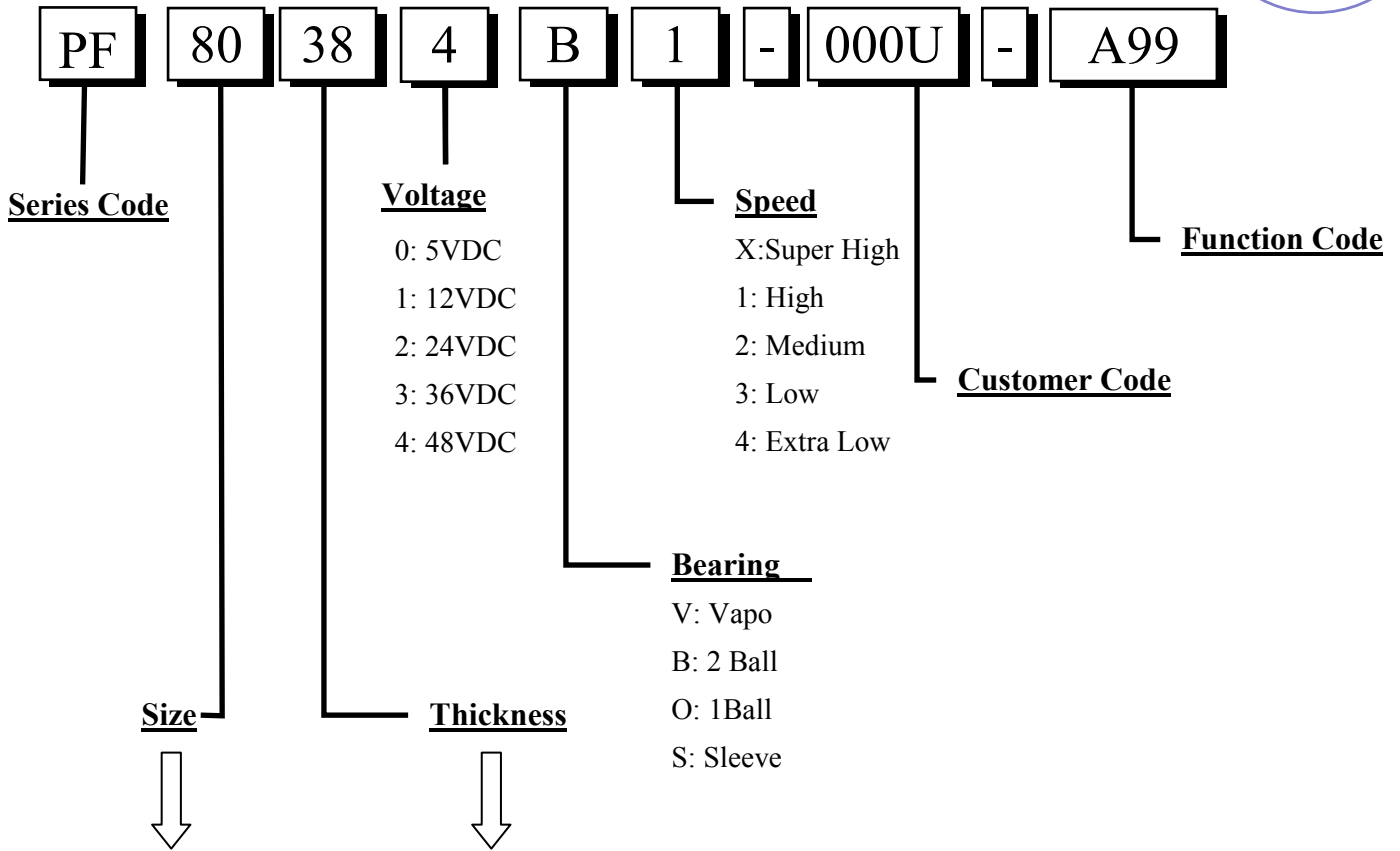 PF 80 38 4 B 1 - 000U - A99
Series Code
Voltage
0: 5VDC
1: 12VDC
2: 24VDC
3: 36VDC
4: 48VDC
Speed
X:Super High
1: High
2: Medium
3: Low
4: Extra Low
Function Code
Customer Code
Bearing
V: Vapo
B: 2 Ball
O: 1Ball
S: Sleeve
Size
Thickness